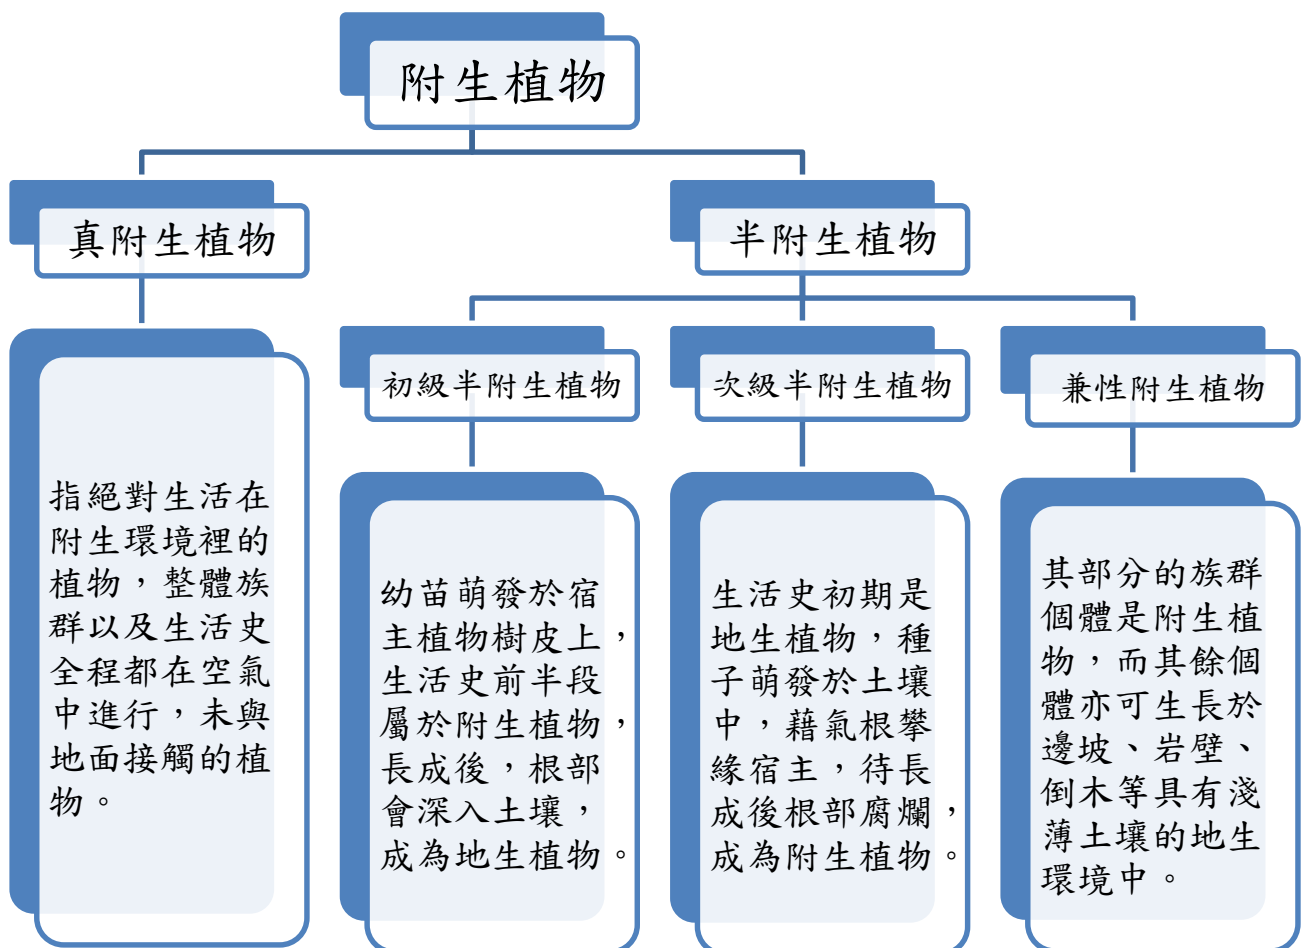 附生植物
真附生植物
半附生植物
初級半附生植物
次級半附生植物
兼性附生植物
指絕對生活在
附生環境裡的
植物，整體族
群以及生活史
全程都在空氣
中進行，未與
地面接觸的植
物。
幼苗萌發於宿
主植物樹皮上，
生活史前半段
屬於附生植物，
長成後，根部
會深入土壤，
成為地生植物。
生活史初期是
地生植物，種
子萌發於土壤
中，藉氣根攀
緣宿主，待長
成後根部腐爛，
成為附生植物。
其部分的族群
個體是附生植
物，而其餘個
體亦可生長於
邊坡、岩壁、
倒木等具有淺
薄土壤的地生
環境中。